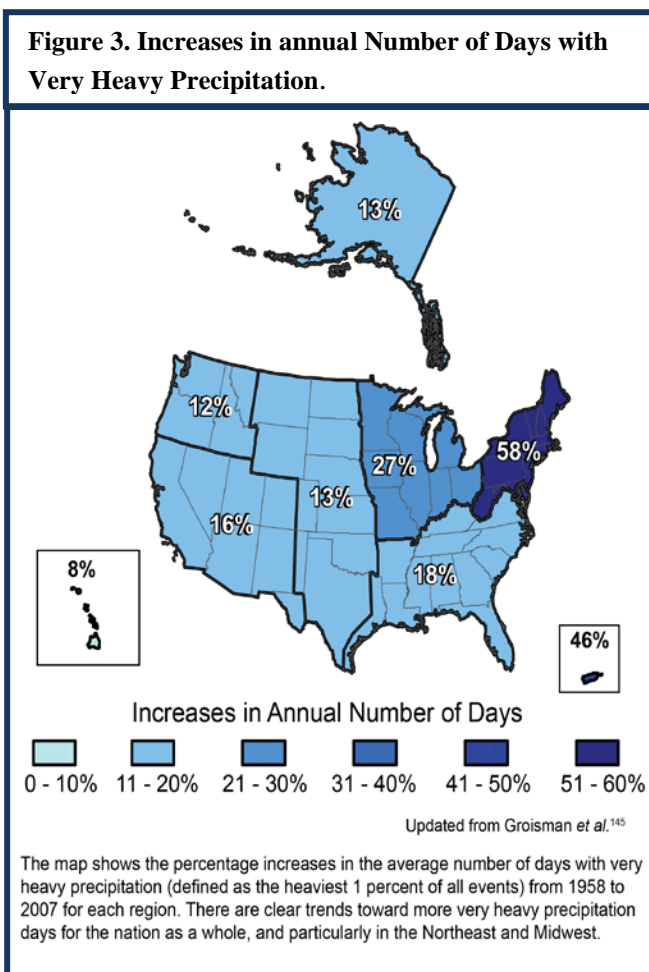 Figure 3. Increases in annual Number of Days with
Very Heavy Precipitation.
13%
12%
58%
27%
13%
16%
8%
18%
46%
Increases in Annual Number of Days
0 - 10% 11 - 20% 21 - 30% 31 - 40% 41 - 50% 51 - 60%
Updated from Groisman et al.145
The map shows the percentage increases in the average number of days with very
heavy precipitation (defined as the heaviest 1 percent of all events) from 1958 to
2007 for each region. There are clear trends toward more very heavy precipitation
days for the nation as a whole, and particularly in the Northeast and Midwest.